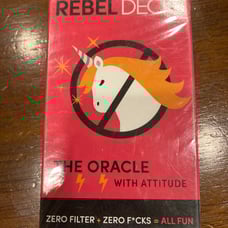 REBEL DECK
THE ORACLE
WITH ATTITUDE
ZERO FILTER + ZERO F*CKS = ALL FUN